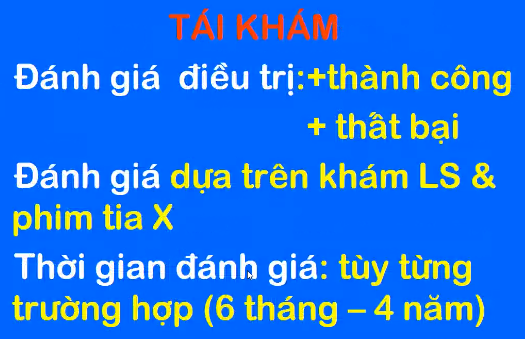 TÁI KHÁM
Đánh giá điều trị:+thành công
+ thất bại
Đánh giá dựa trên khám LS &
phim tia X
Thời gian đánh giá: tùy từng
trường hợp (6 tháng – 4 năm)